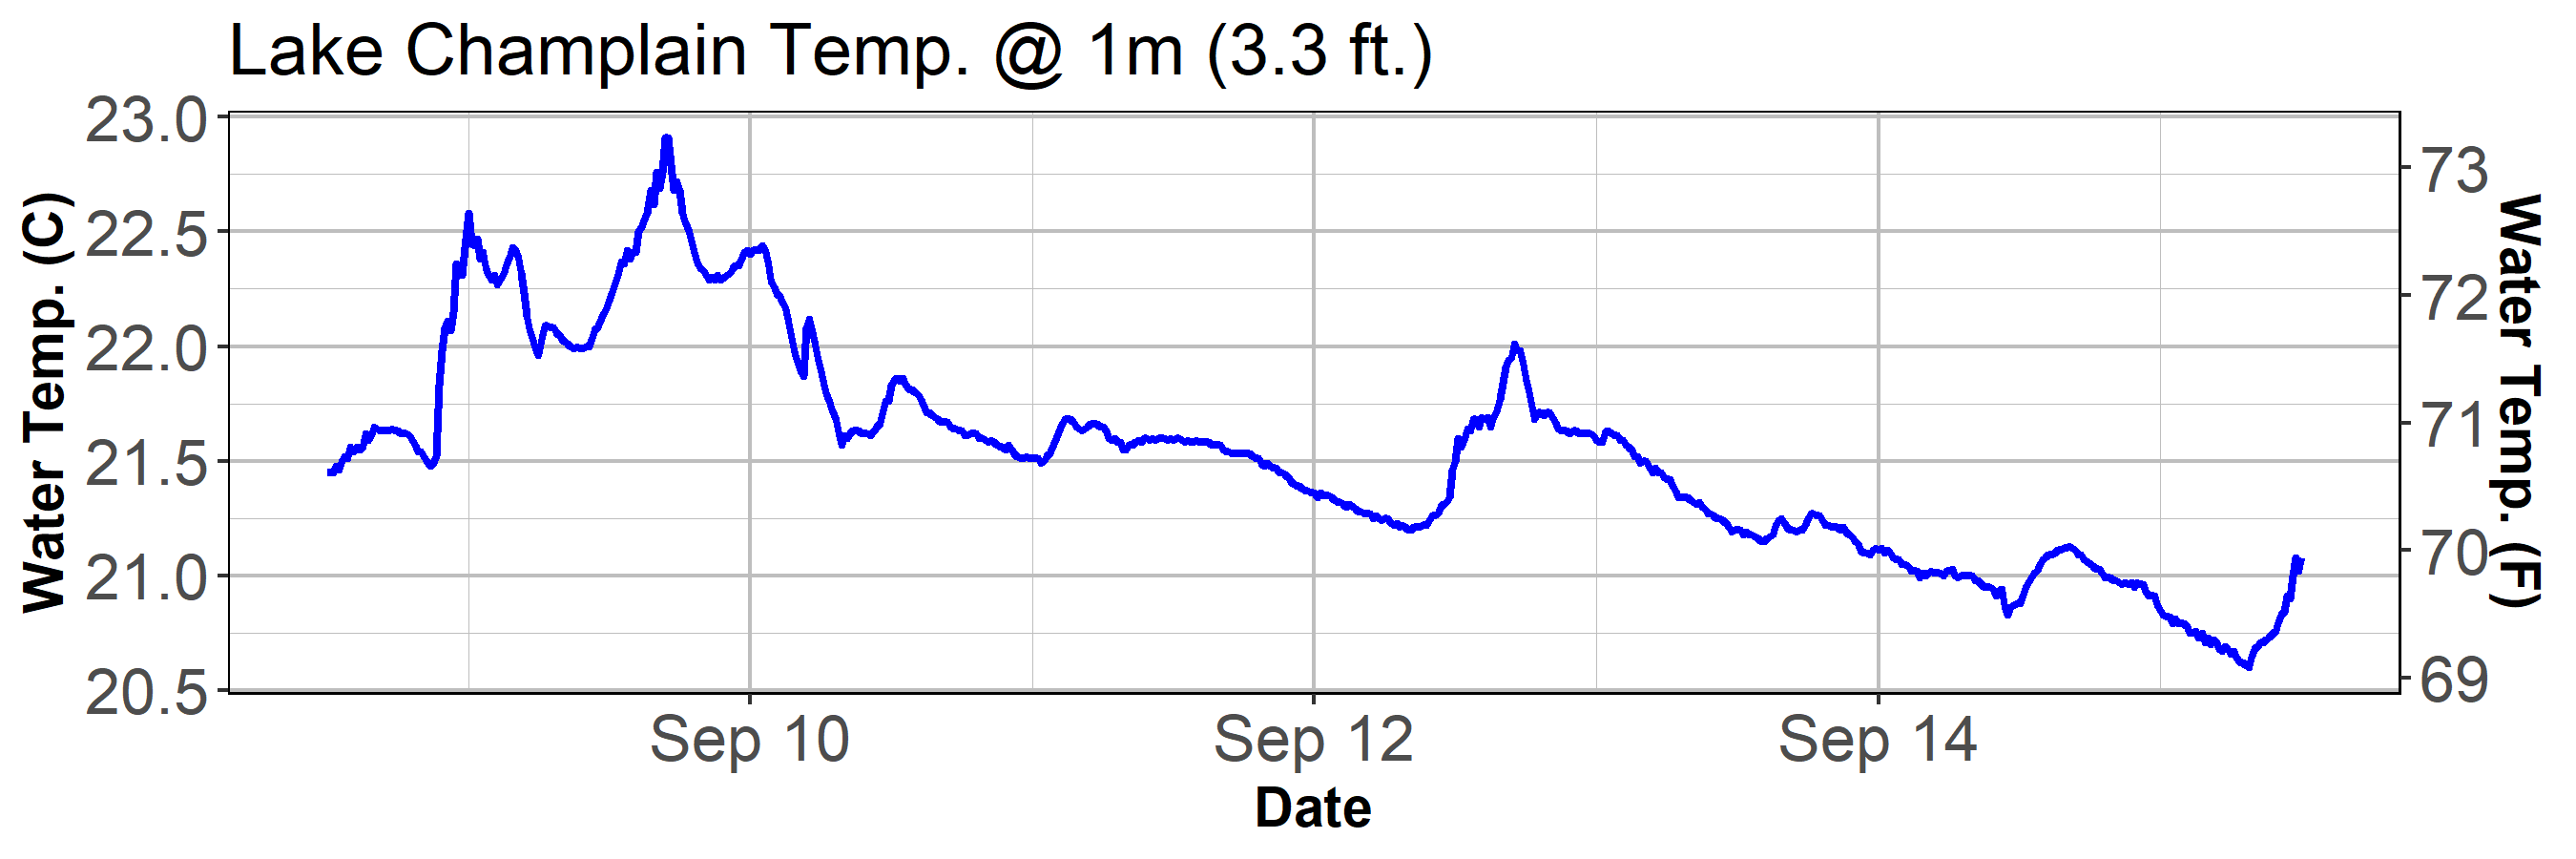 Lake Champlain Temp. @ 1m (3.3 ft.)
Water Temp. (C)
23.0
22.5
22.0
21.5
21.0
20.5
73
72
71
70
69
Water Temp. (F)
Sep 10
Sep 12
Sep 14
Date